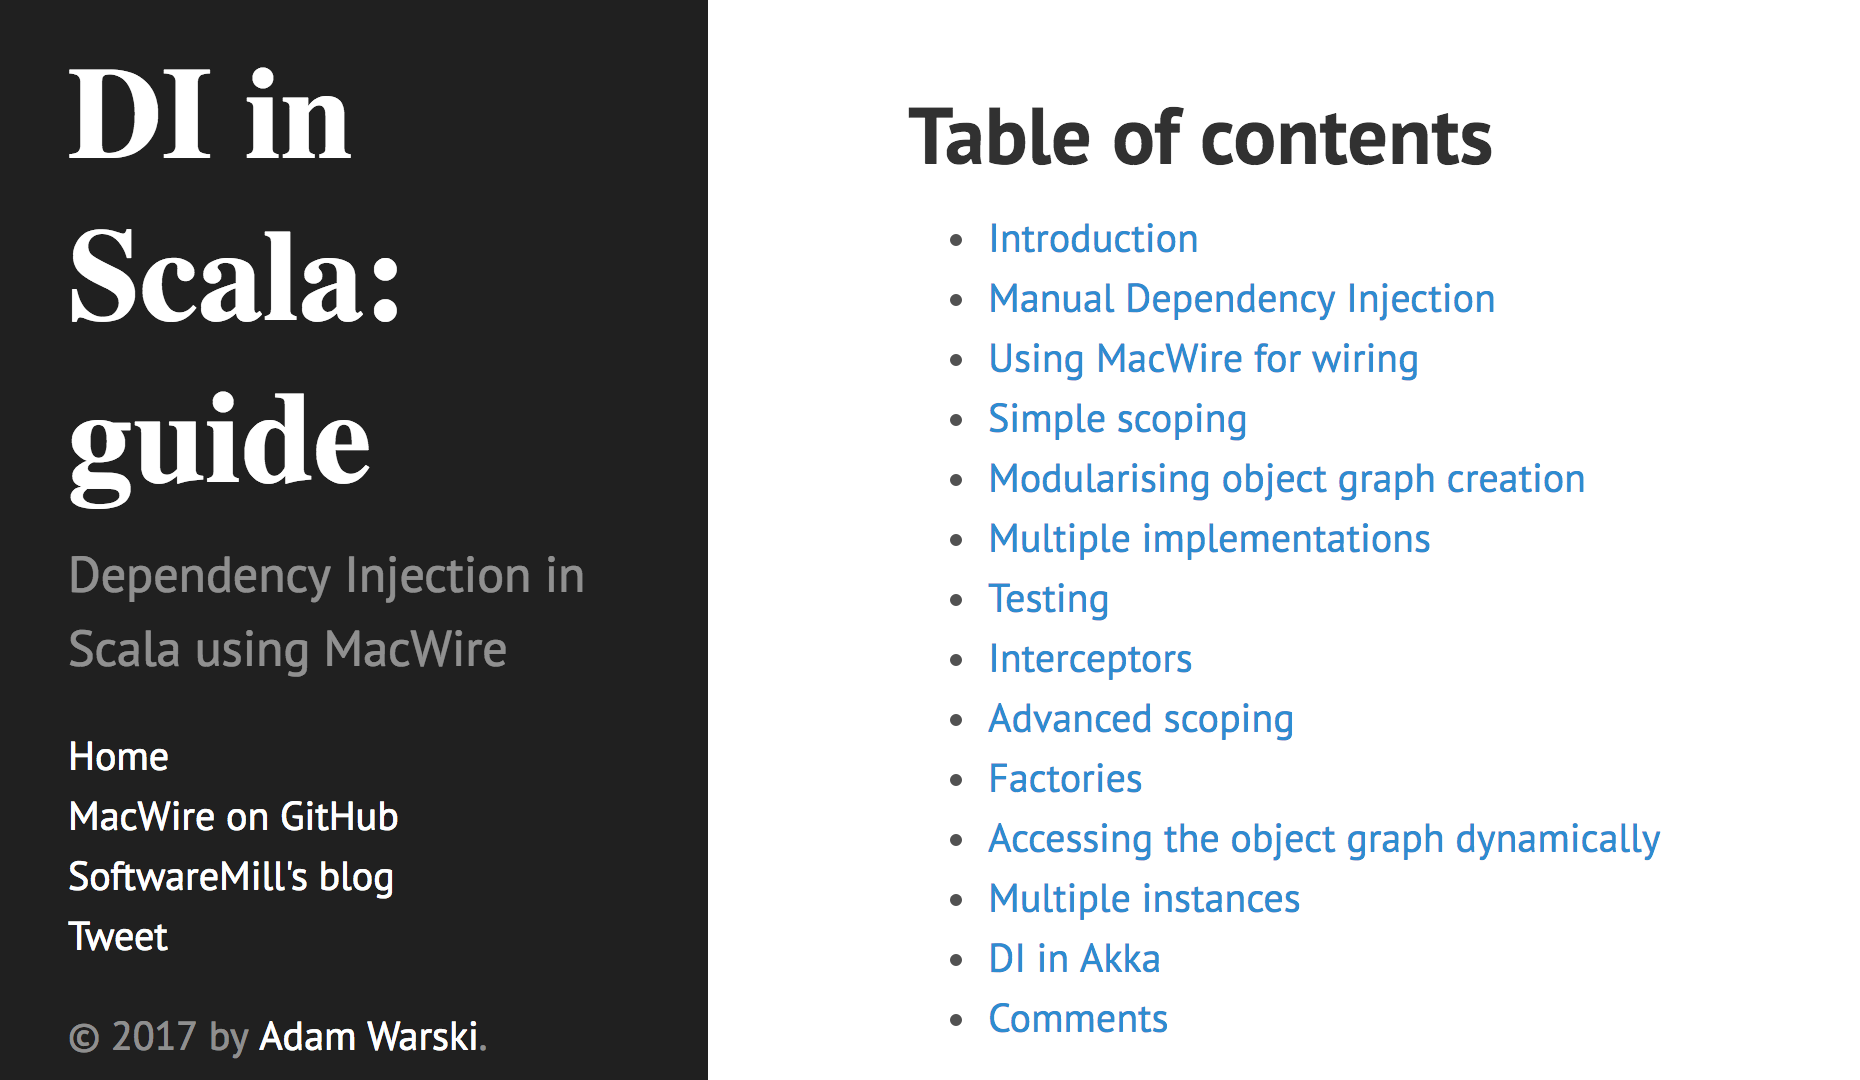 DI in
Scala:
guide
Dependency Injection in
Scala using MacWire
Home
MacWire on GitHub
SoftwareMill's blog
Tweet
© 2017 by Adam Warski.
Table of contents
• Introduction
• Manual Dependency Injection
• Using MacWire for wiring
• Simple scoping
• Modularising object graph creation
• Multiple implementations
• Testing
• Interceptors
• Advanced scoping
• Factories
• Accessing the object graph dynamically
• Multiple instances
• DI in Akka
• Comments